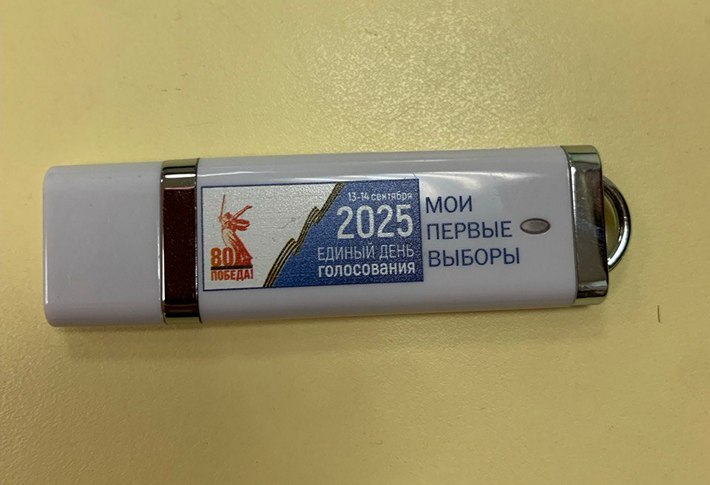 80
ПОБЕДА!
13-14 сентября
2025
ЕДИНЫЙ ДЕНЬ
ГОЛОСОВАНИЯ
МОИ
ПЕРВЫЕ
ВЫБОРЫ